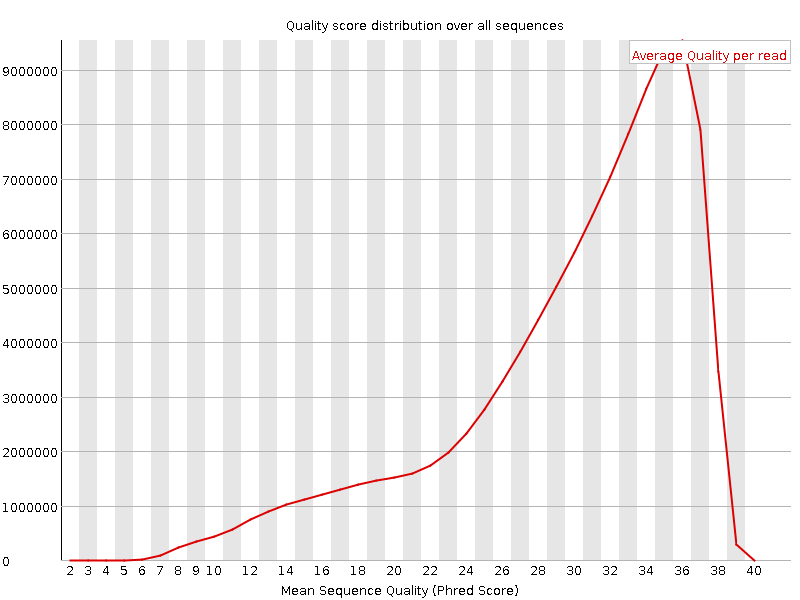 Quality score distribution over all sequences
Average Quality per read
9000000
8000000
7000000
6000000
5000000
4000000
3000000
2000000
1000000
0
2 3 4 5 6 7 8 9 10 12 14 16 18 20 22 24 26 28 30 32 34 36 38 40
Mean Sequence Quality (Phred Score)